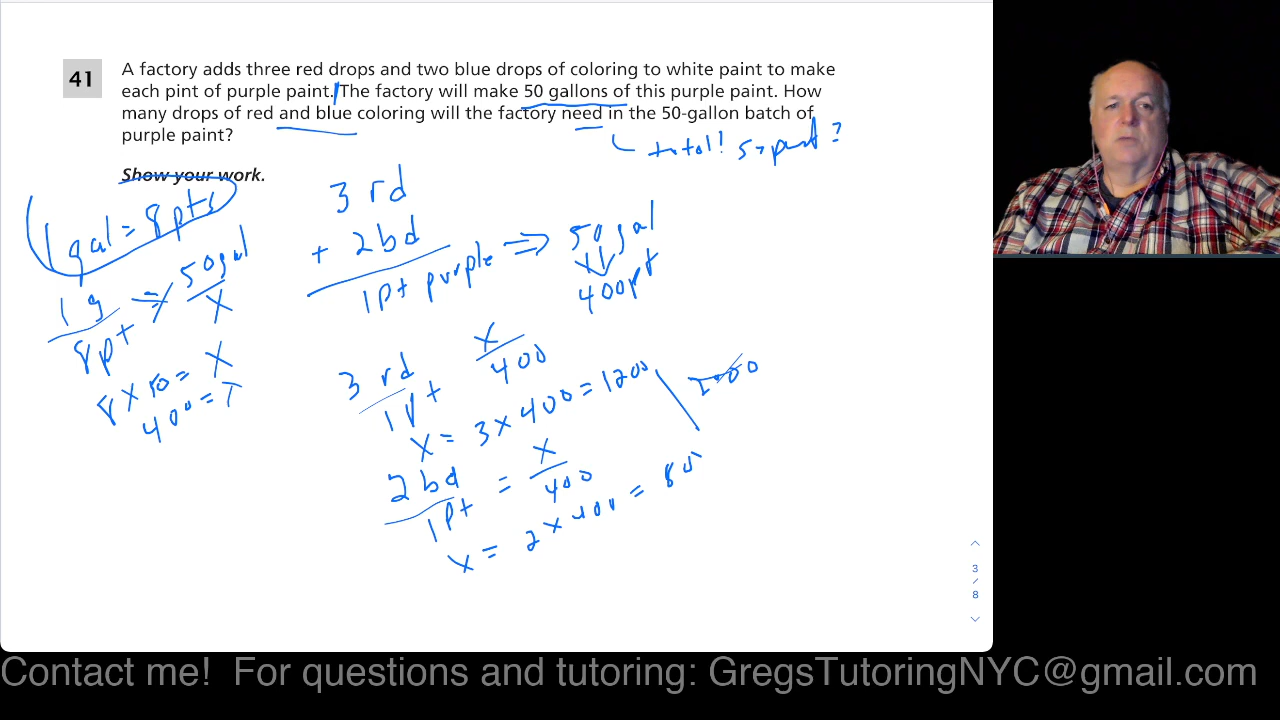 41
A factory adds three red drops and two blue drops of coloring to white paint to make
each pint of purple paint. The factory will make 50 gallons of this purple paint. How
many drops of red and blue coloring will the factory need in the 50-gallon batch of
purple paint?
total?
Show your work.
1 gal = 8 pts
1 g
8 pt
50 gal
X
8 X 50 = X
400 =
3 rd
+ 2 bd
1 pt purple ⇒ 50 gal
400 pt
3 rd
1 pt
X
400
X = 3 X 400 = 1200
2 bd
1 pt
=
X
400
X = 2 X 400 = 800
3
/
8
Contact me! For questions and tutoring: GregsTutoringNYC@gmail.com